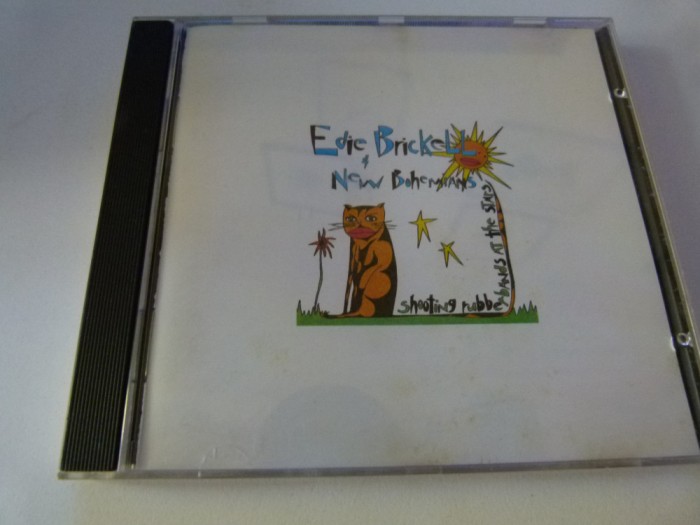 Edie Brickell
& New Bohemians
shooting rubberbands at the stars